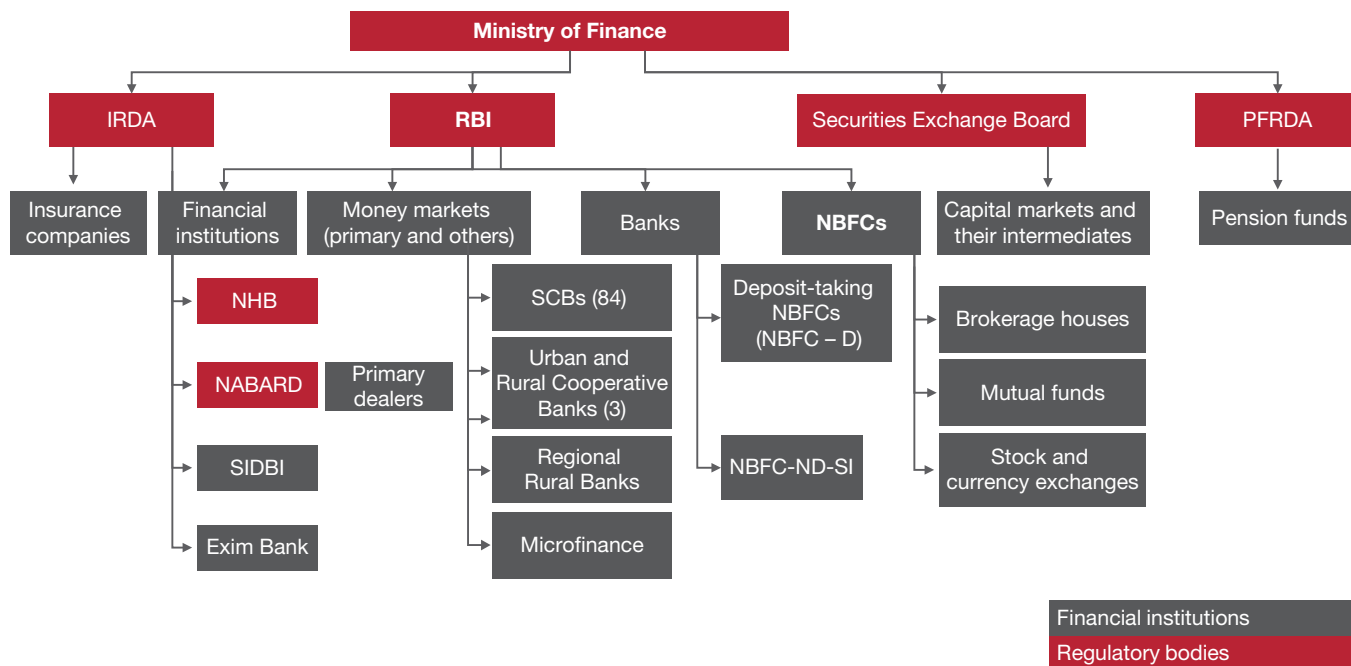 Ministry of Finance
IRDA
RBI
Securities Exchange Board
PFRDA
Insurance
companies
Financial
institutions
Money markets
(primary and others)
Banks
NBFCs
Capital markets and
their intermediates
Pension funds
NHB
NABARD
SIDBI
Exim Bank
Primary
dealers
SCBs (84)
Urban and
Rural Cooperative
Banks (3)
Regional
Rural Banks
Microfinance
Deposit-taking
NBFCs
(NBFC – D)
NBFC-ND-SI
Brokerage houses
Mutual funds
Stock and
currency exchanges
Financial institutions
Regulatory bodies